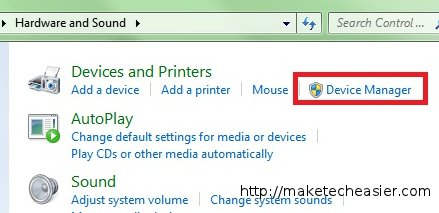 Hardware and Sound
Search Control ...
Devices and Printers
Add a device | Add a printer | Mouse | Device Manager
AutoPlay
Change default settings for media or devices |
Play CDs or other media automatically
Sound
Adjust system volume | Change system sounds
http://maketecheasier.com